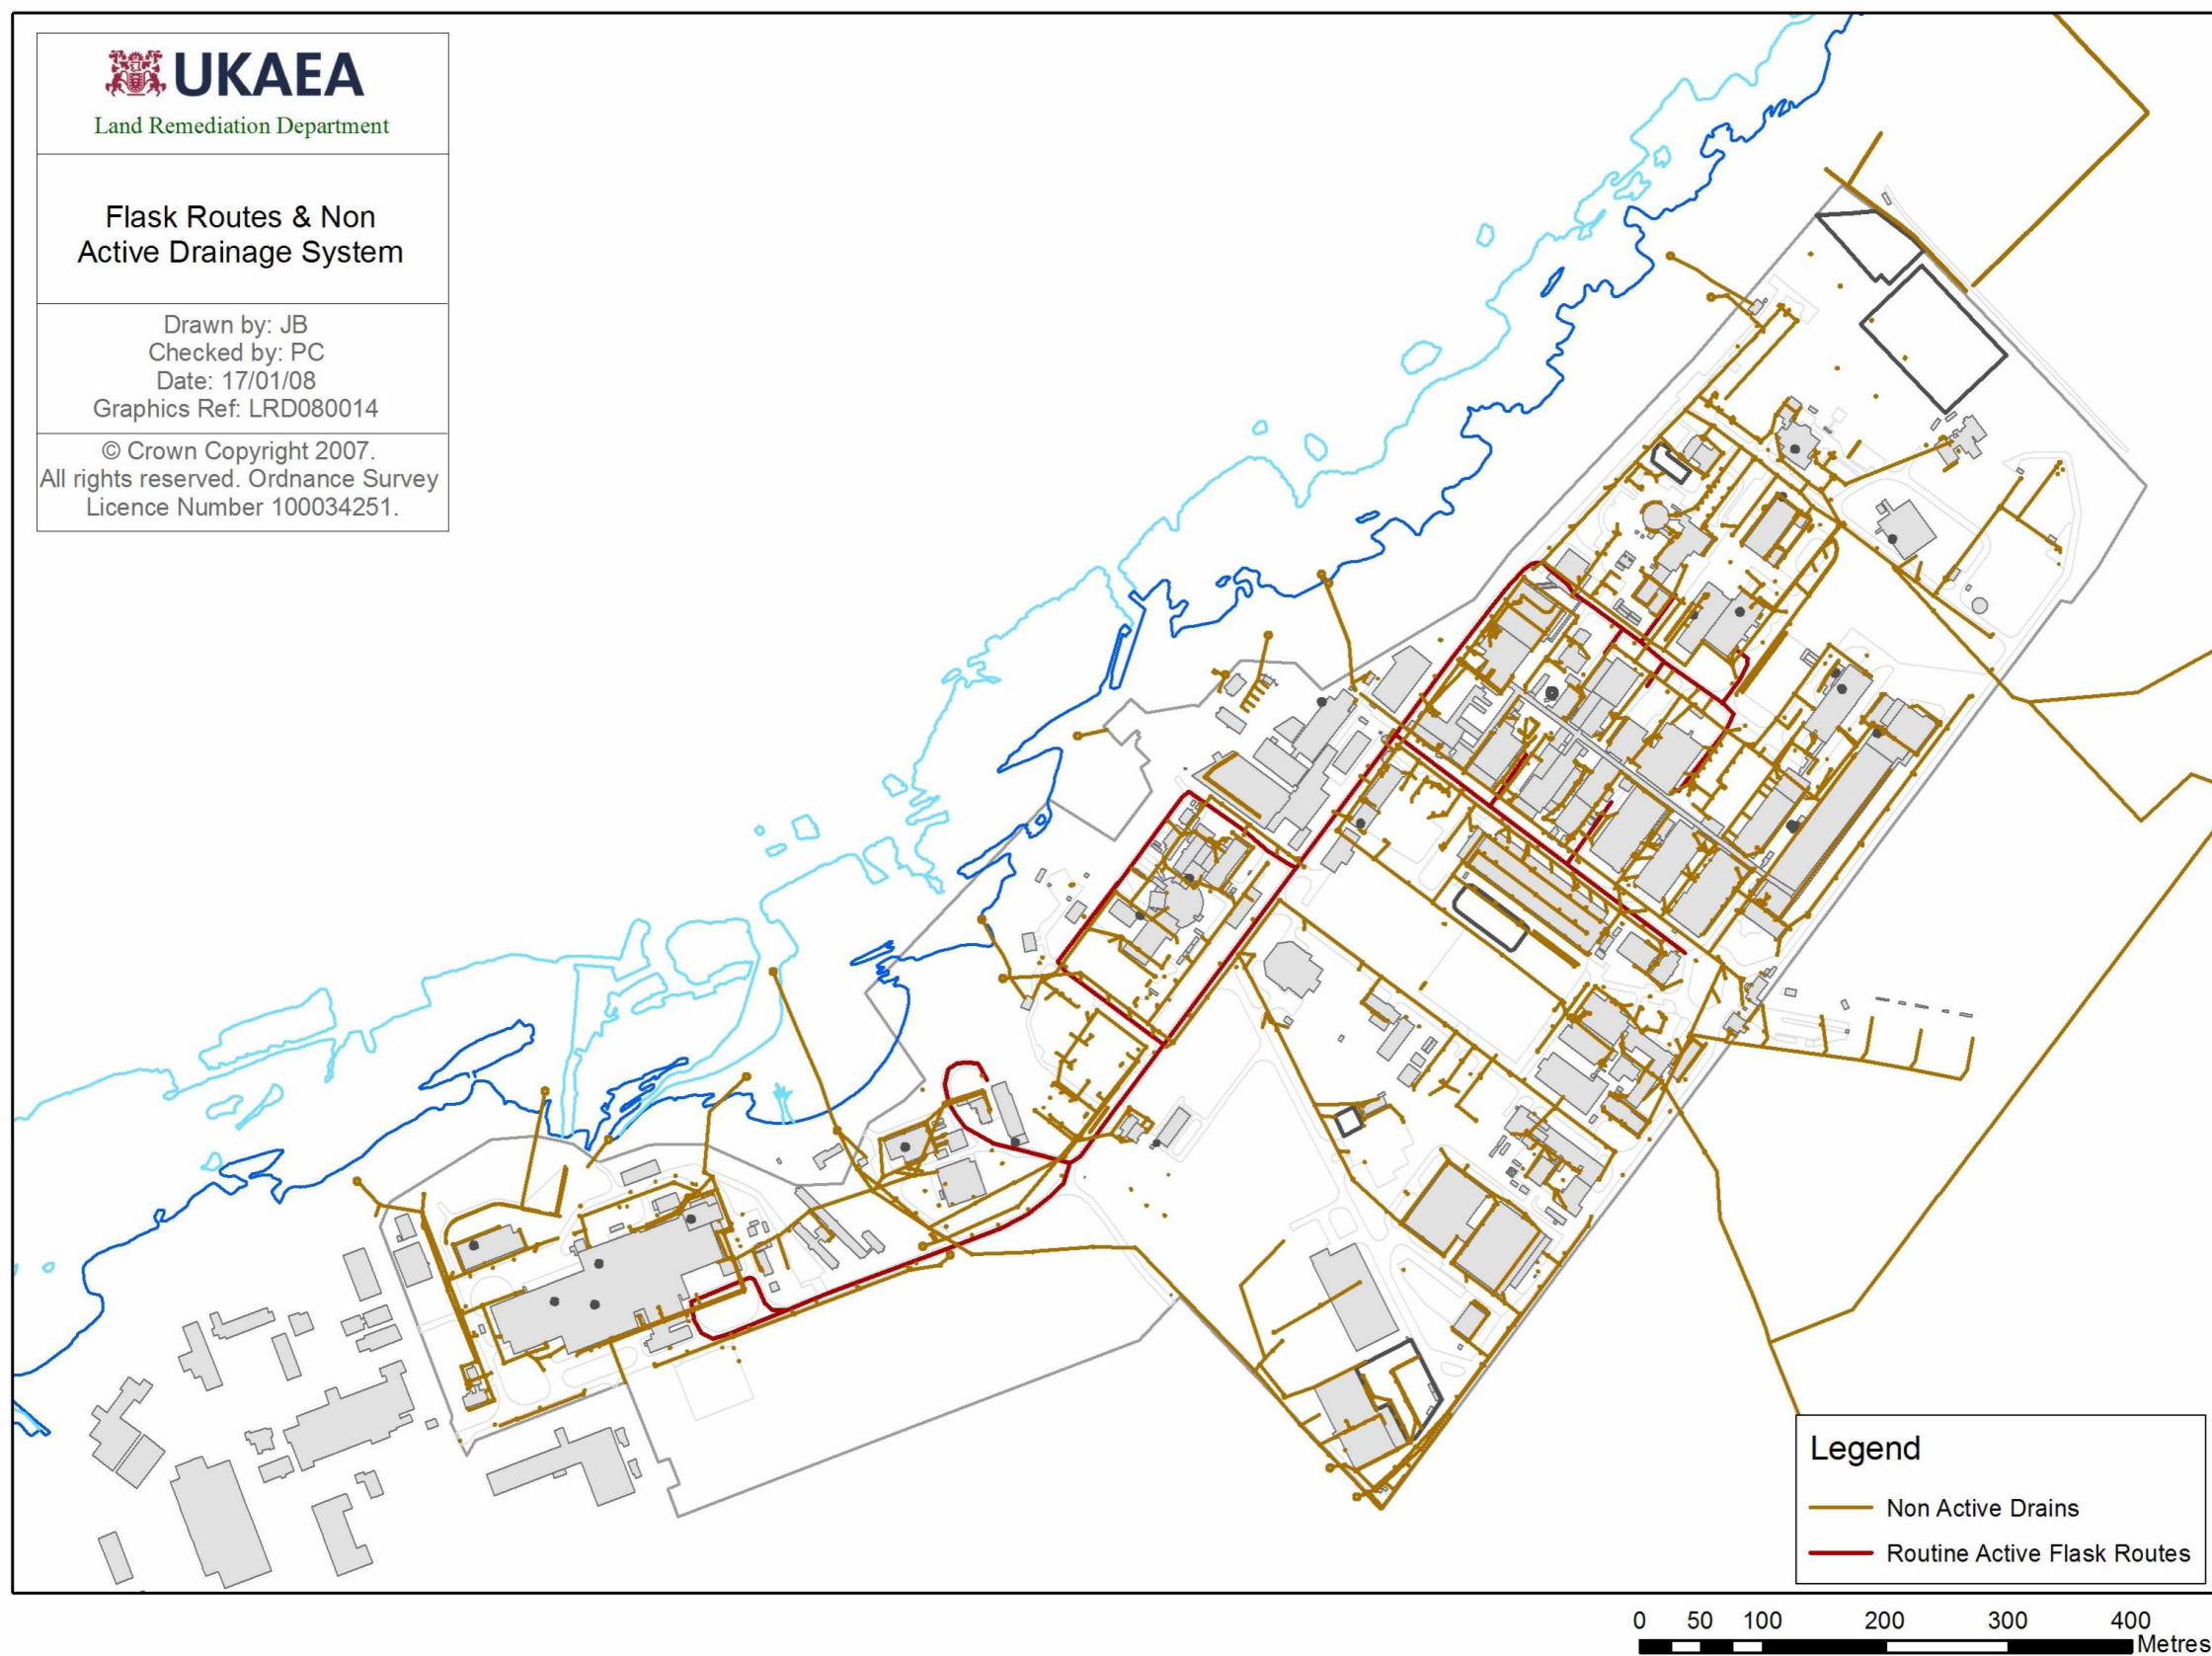 UKAEA
Land Remediation Department
Flask Routes & Non
Active Drainage System
Drawn by: JB
Checked by: PC
Date: 17/01/08
Graphics Ref: LRD080014
© Crown Copyright 2007.
All rights reserved. Ordnance Survey
Licence Number 100034251.
Legend
Non Active Drains
Routine Active Flask Routes
0 50 100 200 300 400
Metres